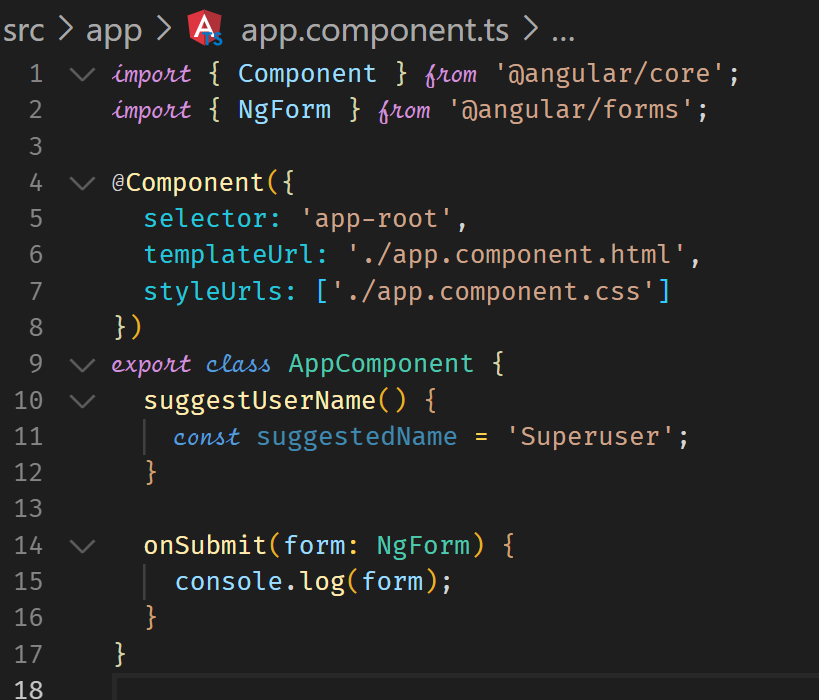 src > app > TS app.component.ts > ...
1 import { Component } from '@angular/core';
2 import { NgForm } from '@angular/forms';
3
4 @Component({
5   selector: 'app-root',
6   templateUrl: './app.component.html',
7   styleUrls: ['./app.component.css']
8 })
9 export class AppComponent {
10   suggestUserName() {
11     const suggestedName = 'Superuser';
12   }
13
14   onSubmit(form: NgForm) {
15     console.log(form);
16   }
17 }
18